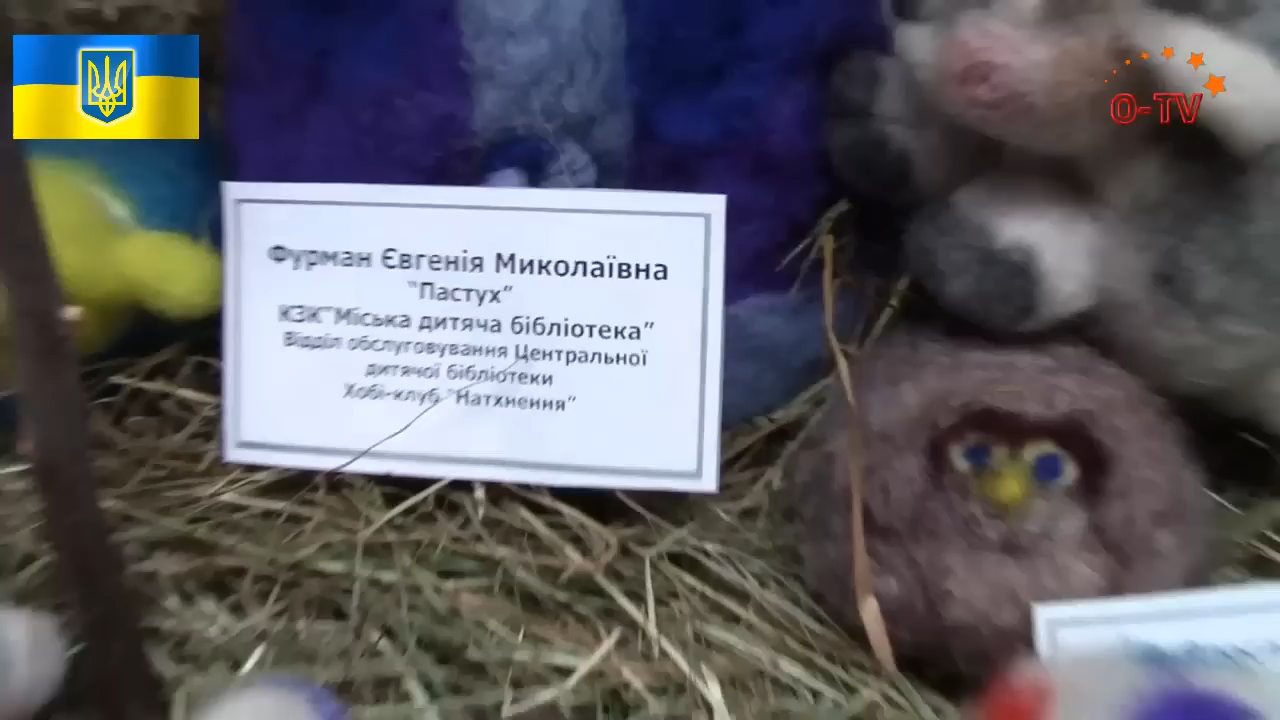 O-TV
Фурман Євгенія Миколаївна
"Пастух"
КЗК"Міська дитяча бібліотека"
Відділ обслуговування Центральної
дитячої бібліотеки
Хобі-клуб "Натхнення"